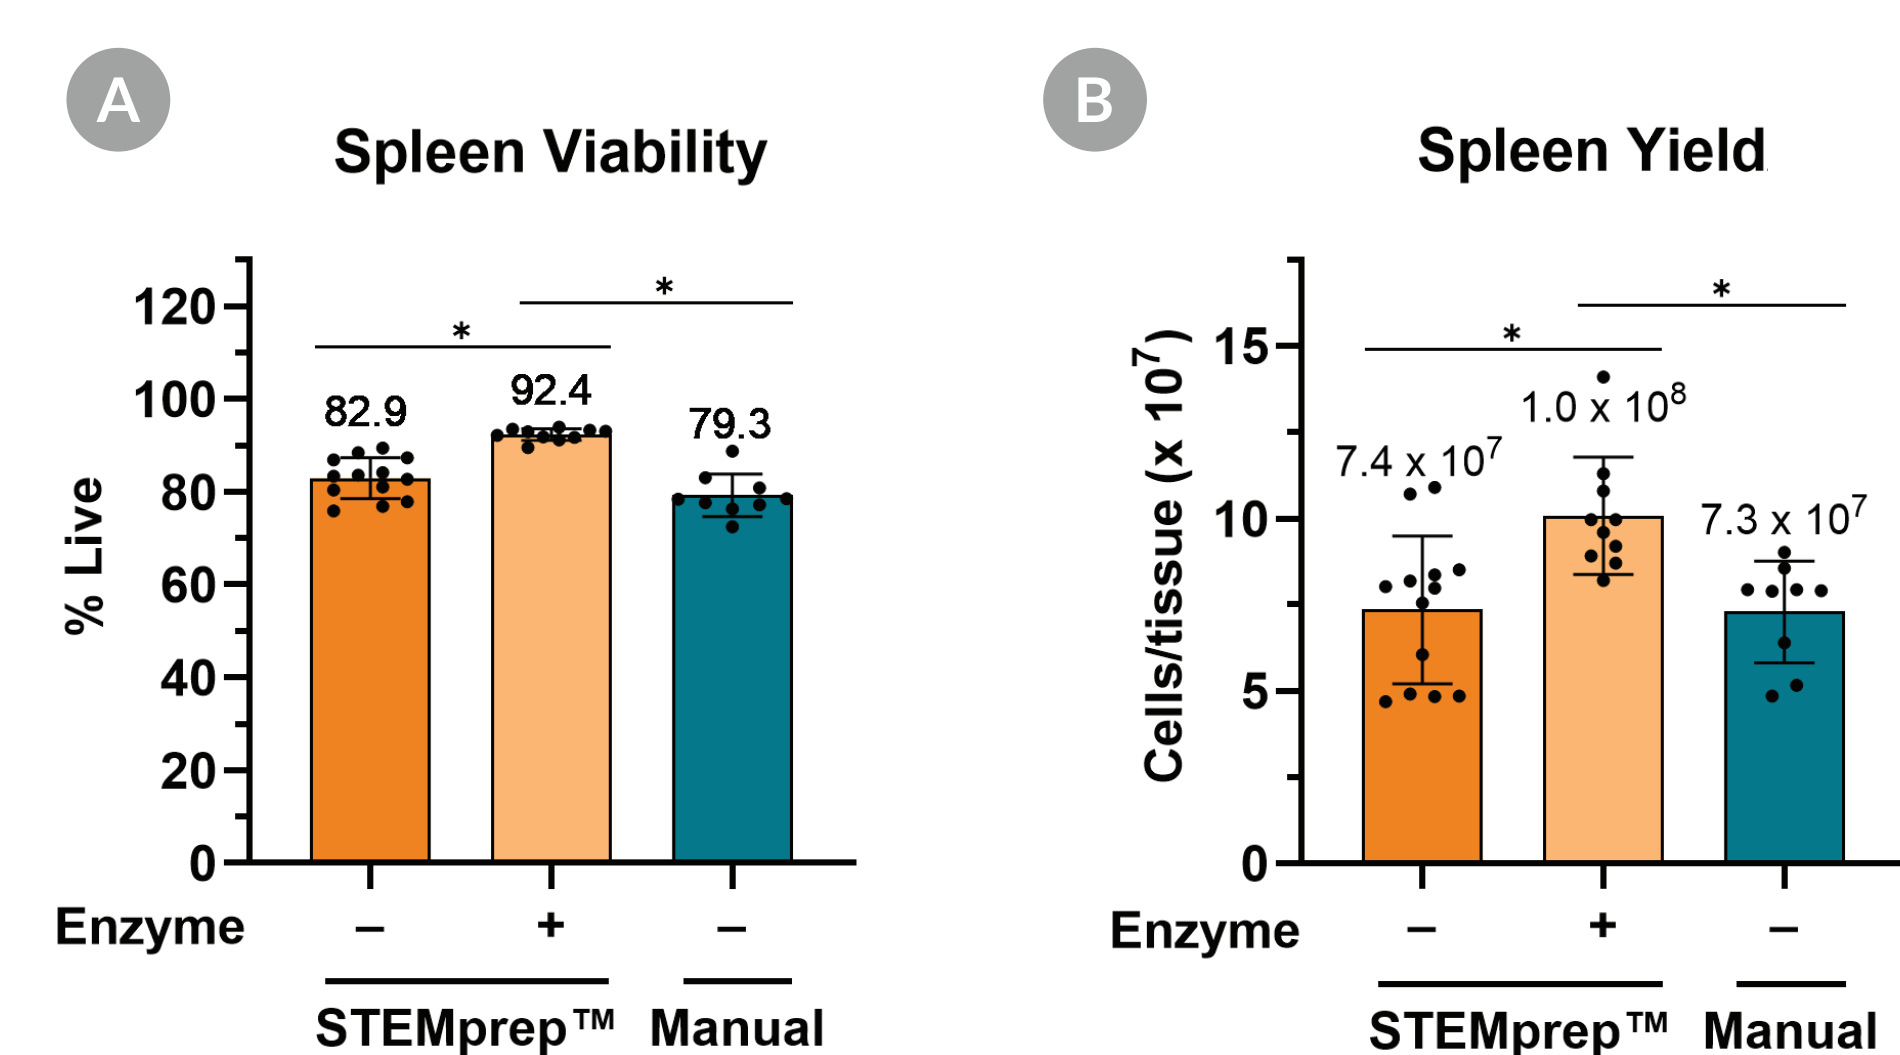 A
Spleen Viability
% Live
120
100
80
60
40
20
0
*
*
82.9
92.4
79.3
Enzyme – + –
STEMprep™ Manual
B
Spleen Yield
Cells/tissue (x 10⁷)
15
10
5
0
*
*
7.4 x 10⁷
1.0 x 10⁸
7.3 x 10⁷
Enzyme – + –
STEMprep™ Manual